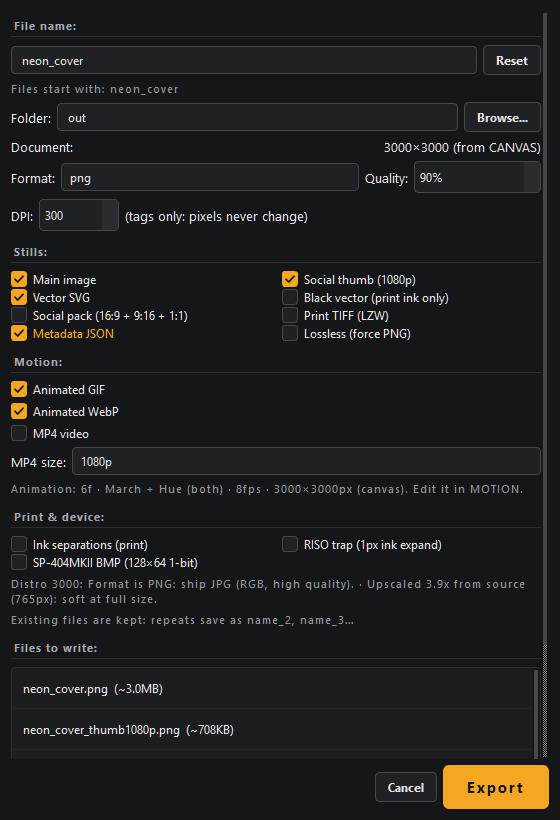 File name:
neon_cover Reset
Files start with: neon_cover
Folder: out Browse...
Document: 3000×3000 (from CANVAS)
Format: png Quality: 90%
DPI: 300 (tags only: pixels never change)
Stills:
Main image Social thumb (1080p)
Vector SVG Black vector (print ink only)
Social pack (16:9 + 9:16 + 1:1) Print TIFF (LZW)
Metadata JSON Lossless (force PNG)
Motion:
Animated GIF
Animated WebP
MP4 video
MP4 size: 1080p
Animation: 6f · March + Hue (both) · 8fps · 3000×3000px (canvas). Edit it in MOTION.
Print & device:
Ink separations (print) RISO trap (1px ink expand)
SP-404MKII BMP (128×64 1-bit)
Distro 3000: Format is PNG: ship JPG (RGB, high quality). · Upscaled 3.9x from source
(765px): soft at full size.
Existing files are kept: repeats save as name_2, name_3…
Files to write:
neon_cover.png (~3.0MB)
neon_cover_thumb1080p.png (~708KB)
Cancel Export